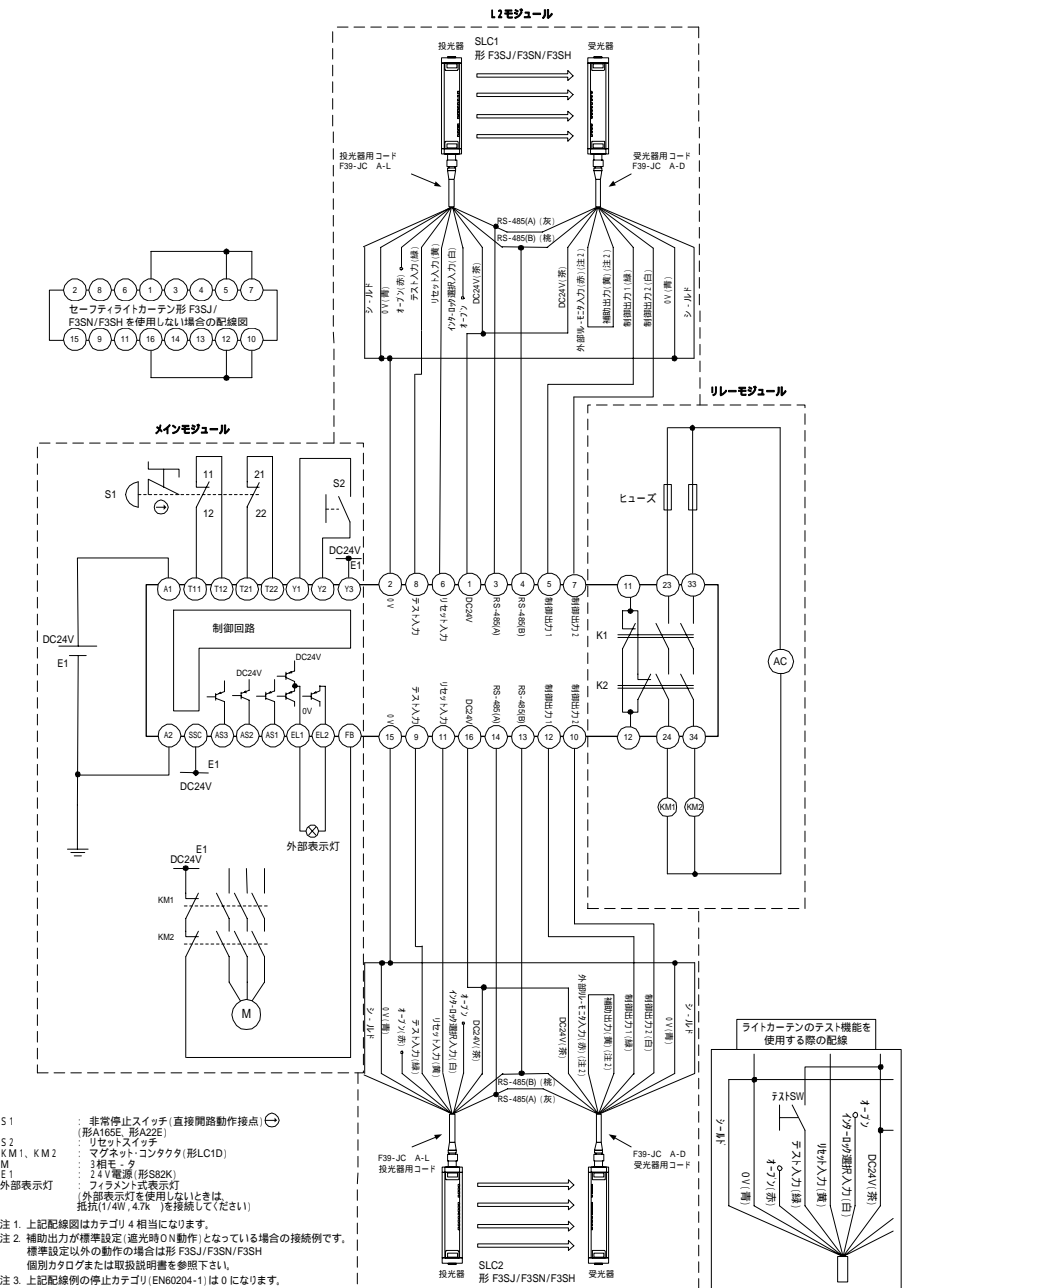 L2モジュール
投光器
SLC1
形 F3SJ/F3SN/F3SH
受光器
投光器用コード
F39-JC A-L
受光器用コード
F39-JC A-D
RS-485(A) (灰)
RS-485(B) (桃)
シールド
0V(青)
オープン(赤)
テスト入力(緑)
リセット入力(黄)
インターロック選択入力(白)
オープン
DC24V(茶)
DC24V(茶)
外部リレーモニタ入力(赤)(注2)
補助出力(黄)(注2)
制御出力1(緑)
制御出力2(白)
0V(青)
シールド
2 8 6 1 3 4 5 7
セーフティライトカーテン形 F3SJ/
F3SN/F3SH を使用しない場合の配線図
15 9 11 16 14 13 12 10
リレーモジュール
ヒューズ
メインモジュール
S1
11
12
21
22
S2
DC24V
E1
A1 T11 T12 T21 T22 Y1 Y2 Y3
2 8 6 1 3 4 5 7
11 23 33
0V
テスト入力
リセット入力
DC24V
RS-485(A)
RS-485(B)
制御出力1
制御出力2
制御回路
DC24V
E1
DC24V
DC24V
0V
K1
K2
AC
テスト入力
リセット入力
DC24V
RS-485(A)
RS-485(B)
制御出力1
制御出力2
0V
A2 SSC AS3 AS2 AS1 EL1 EL2 FB
15 9 11 16 14 13 12 10
12 24 34
E1
DC24V
KM1 KM2
外部表示灯
E1
DC24V
KM1
KM2
M
シールド
0V(青)
オープン(赤)
テスト入力(緑)
リセット入力(黄)
インターロック選択入力(白)
オープン
DC24V(茶)
DC24V(茶)
外部リレーモニタ入力(赤)(注2)
補助出力(黄)(注2)
制御出力1(緑)
制御出力2(白)
0V(青)
シールド
RS-485(B) (桃)
RS-485(A) (灰)
F39-JC A-L
投光器用コード
F39-JC A-D
受光器用コード
投光器
SLC2
形 F3SJ/F3SN/F3SH
受光器
ライトカーテンのテスト機能を
使用する際の配線
テストSW
シールド
0V(青)
オープン(赤)
テスト入力(緑)
リセット入力(黄)
インターロック選択入力(白)
オープン
DC24V(茶)
S1 : 非常停止スイッチ(直接開路動作接点)
(形A165E、形A22E)
S2 : リセットスイッチ
KM1、KM2 : マグネット・コンタクタ(形LC1D)
M : 3相モータ
E1 : 24V電源(形S82K)
外部表示灯 : フィラメント式表示灯
(外部表示灯を使用しないときは、
抵抗(1/4W,4.7k )を接続してください)
注 1. 上記配線図はカテゴリ4相当になります。
注 2. 補助出力が標準設定(遮光時ON動作)となっている場合の接続例です。
標準設定以外の動作の場合は形 F3SJ/F3SN/F3SH
個別カタログまたは取扱説明書を参照下さい。
注 3. 上記配線例の停止カテゴリ(EN60204-1)は 0 になります。